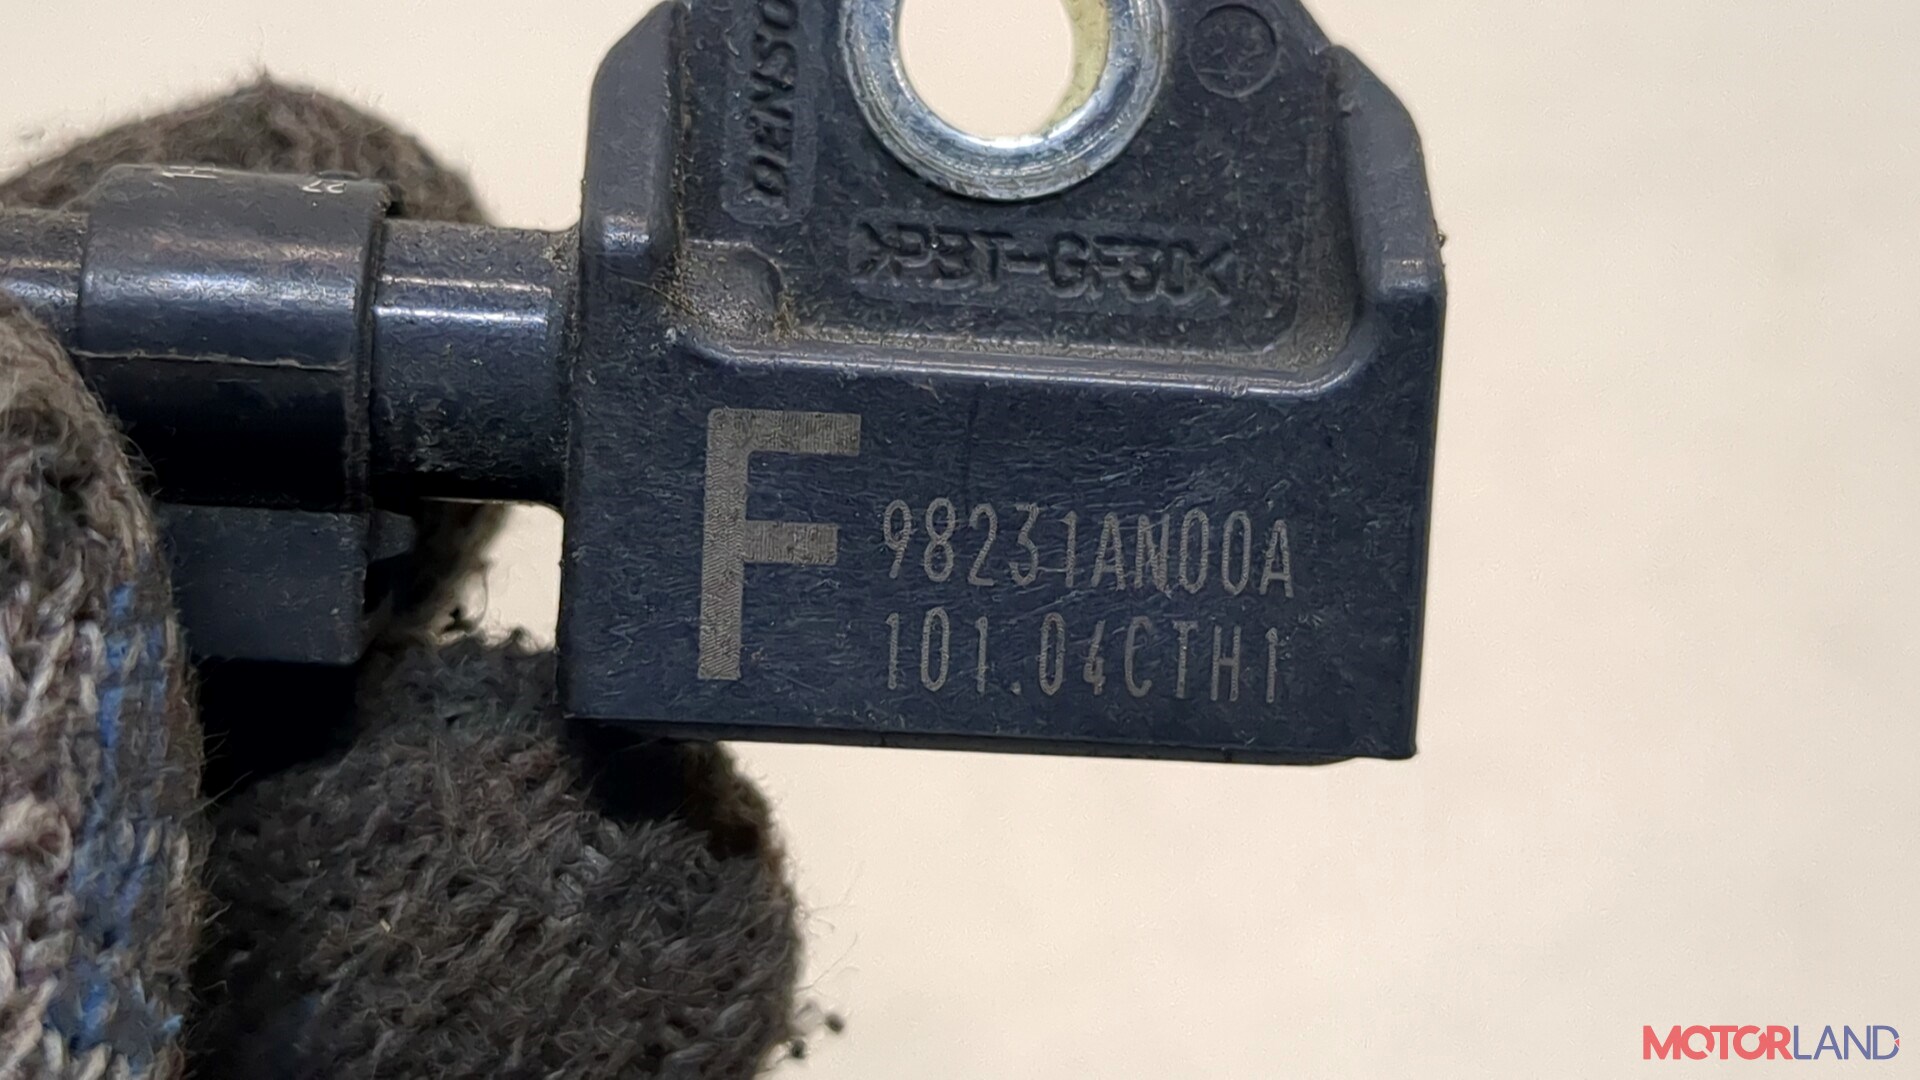 DENSO
>PBT-GF30<
F
98231AN00A
101.04CTH1
MOTORLAND